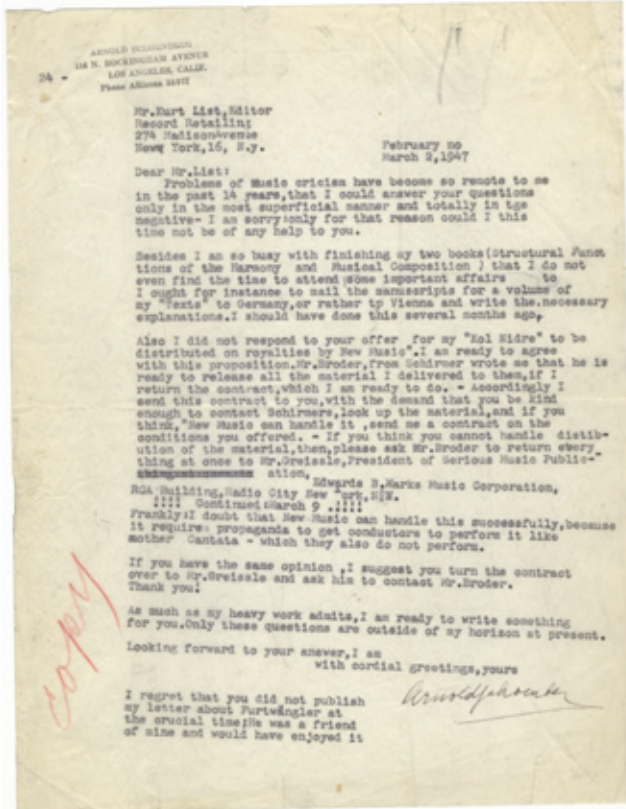 ARNOLD SCHOENBERG
116 N. ROCKINGHAM AVENUE
LOS ANGELES, CALIF.
24 -
Mr.Kurt List,Editor
Record Retailing
274 MadisonAvenue
New York,16, N.y.
February no
March 2,1947
Dear Mr.List:
Problems of music cricism have become so remote to me
in the past 14 years,that I could answer your questions
only in the most superficial manner and totally in tge
negative- I am sorry:only for that reason could I this
time not be of any help to you.
Besides I am so busy with finishing my two books(Structural Funct
tions of the Harmony and Musical Composition ) that I do not
even find the time to attend some important affairs to
I ought for instance to mail the manuscripts for a volume of
my "Texts" to Germany,or rather tp Vienna and write the.necessary
explanations.I should have done this several months ago.
Also I did not respond to your offer for my "Kol Nidre" to be
distributed on royalties by New Music".I am ready to agree
with this proposition.Mr.Broder,from Schirmer wrote me that he is
ready to release all the material I delivered to them,if I
return the contract,which I am ready to do. - Accordingly I
send this contract to you,with the demand that you be kind
enough to contact Schirmers,look up the material,and if you
think,"New Music can handle it ,send me a contract on the
conditions you offered. - If you think you cannot handle distib-
ution of the material,then,please ask Mr.Broder to return every
thing at once to Mr.Greissle,President of Serious Music Public-
ation,
Edwards B.Marks Music Corporation,
RCA Building,Radio City New York,N.N.
!!!! Continued:March 9 .!!!!
Frankly:I doubt that New Music can handle this successfully,because
it requires propaganda to get conductors to perform it like
mother Cantata - which they also do not perform.
If you have the same opinion ,I suggest you turn the contract
over to Mr.Greissle and ask him to contact Mr.Broder.
Thank you!
As much as my heavy work admits,I am ready to write something
for you.Only these questions are outside of my horizon at present.
Looking forward to your answer,I am
with cordial greetings,yours
Arnold Schoenberg
I regret that you did not publish
my letter about Furtwängler at
the crucial time;He was a friend
of mine and would have enjoyed it
copy